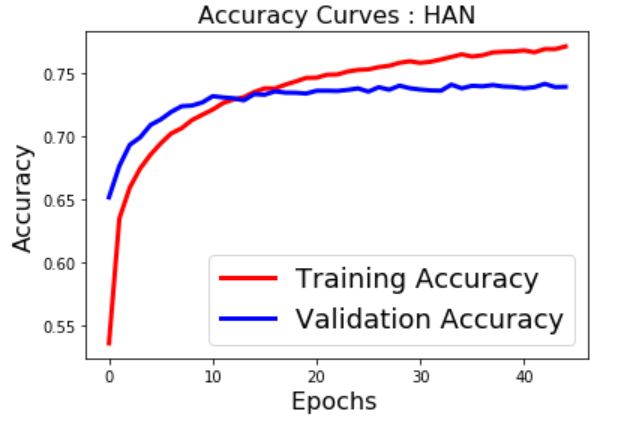 Accuracy Curves : HAN
Accuracy
0.75
0.70
0.65
0.60
0.55
Training Accuracy
Validation Accuracy
0 10 20 30 40
Epochs